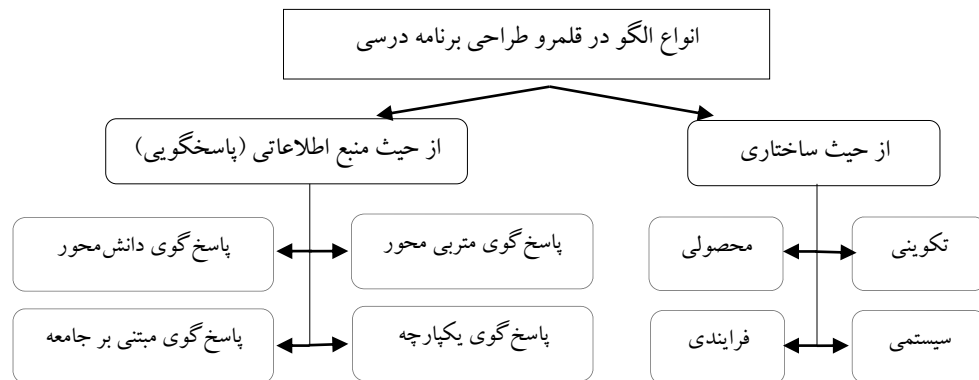 انواع الگو در قلمرو طراحی برنامه درسی
از حیث ساختاری
از حیث منبع اطلاعاتی (پاسخگویی)
تکوینی
محصولی
پاسخ‌گوی متربی محور
پاسخ‌گوی دانش‌محور
سیستمی
فرایندی
پاسخ‌گوی یکپارچه
پاسخ‌گوی مبتنی بر جامعه